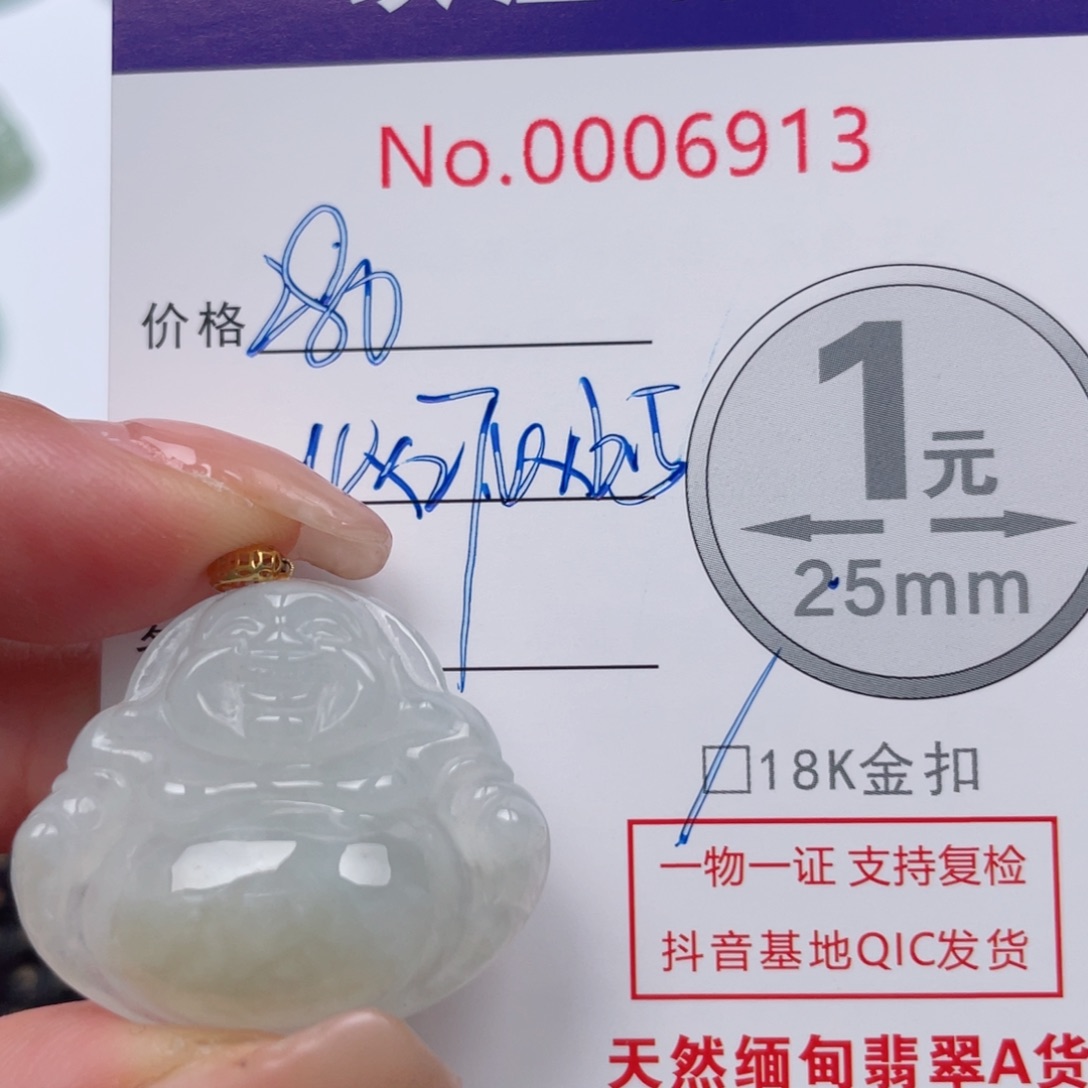 No.0006913
价格 280
1元
25mm
□18K金扣
一物一证 支持复检
抖音基地QIC发货
天然缅甸翡翠A货